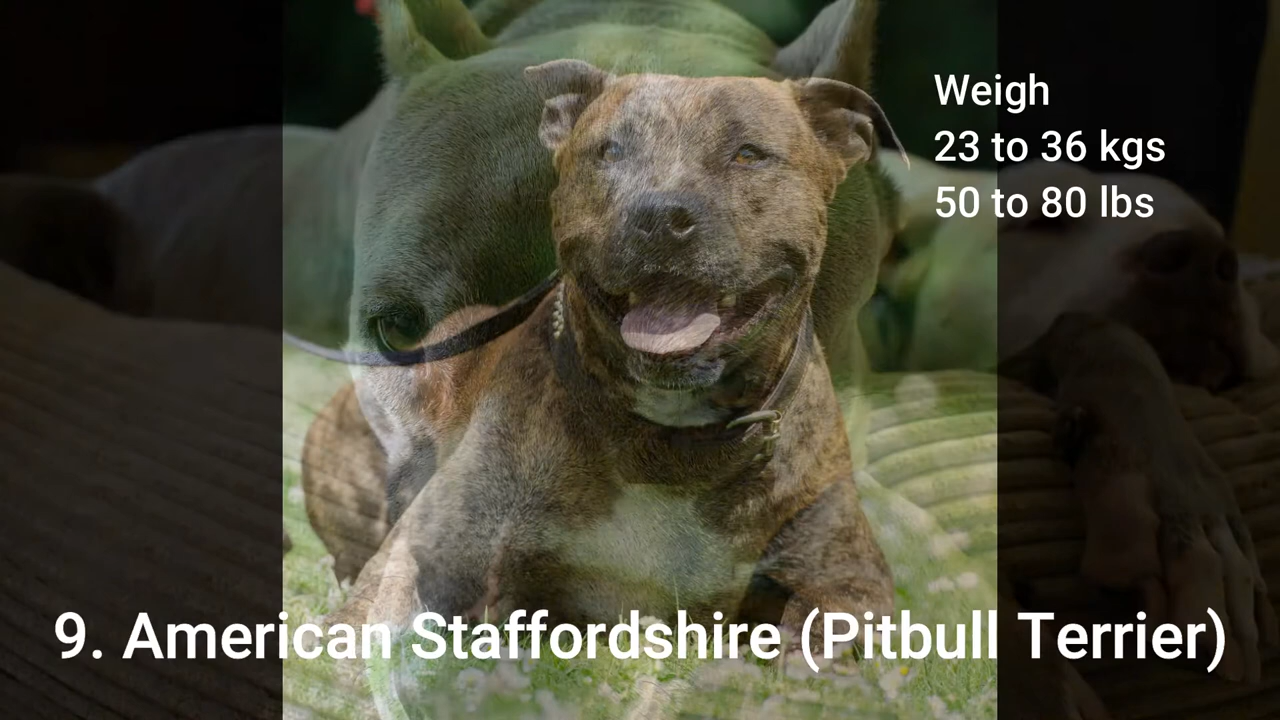 Weigh
23 to 36 kgs
50 to 80 lbs
9. American Staffordshire (Pitbull Terrier)